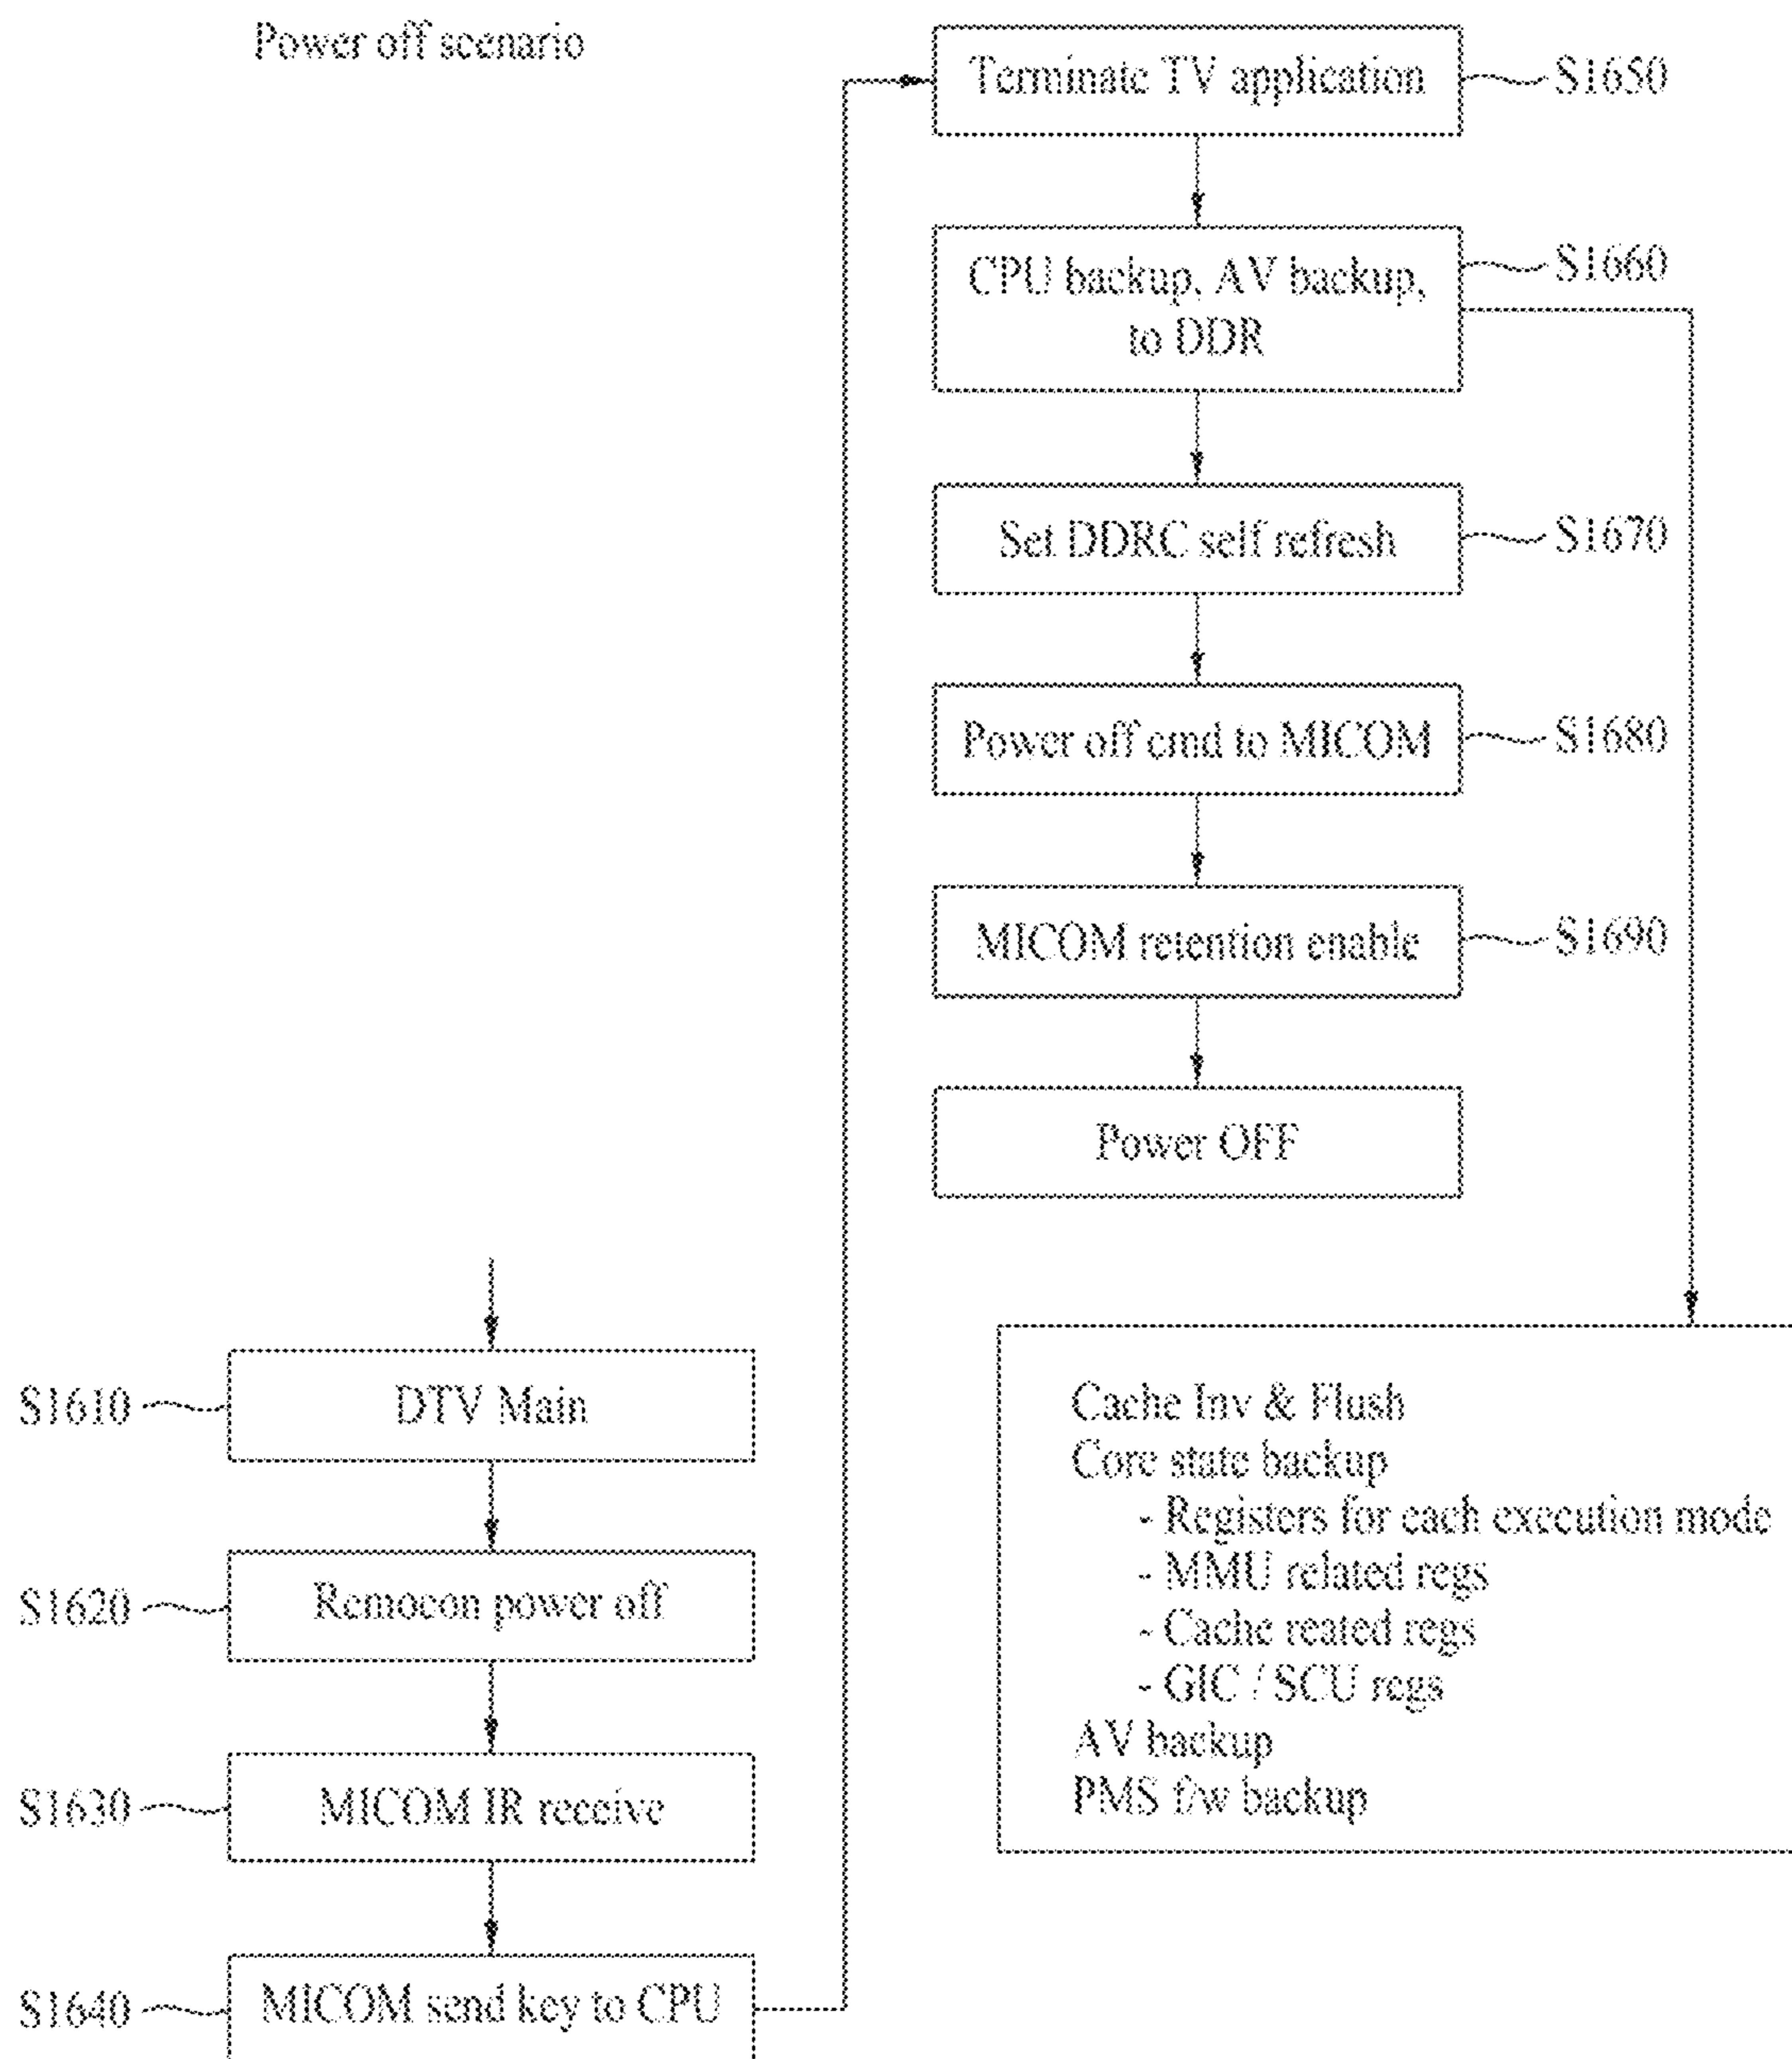 Power off scenario
S1610
DTV Main
S1620
Remocon power off
S1630
MICOM IR receive
S1640
MICOM send key to CPU
Terminate TV application
S1650
CPU backup, AV backup,
to DDR
S1660
Set DDRC self refresh
S1670
Power off cmd to MICOM
S1680
MICOM retention enable
S1690
Power OFF
Cache Inv & Flush
Core state backup
- Registers for each execution mode
- MMU related regs
- Cache reated regs
- GIC / SCU regs
AV backup
PMS f/w backup